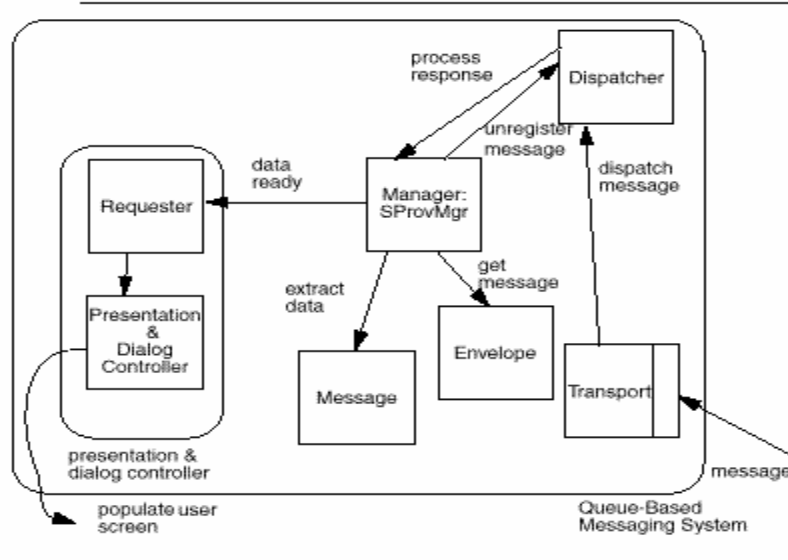 process
response
Dispatcher
unregister
message
dispatch
message
data
ready
Manager:
SProvMgr
Requester
get
message
extract
data
Presentation
&
Dialog
Controller
Envelope
Message
Transport
presentation &
dialog controller
message
populate user
screen
Queue-Based
Messaging System